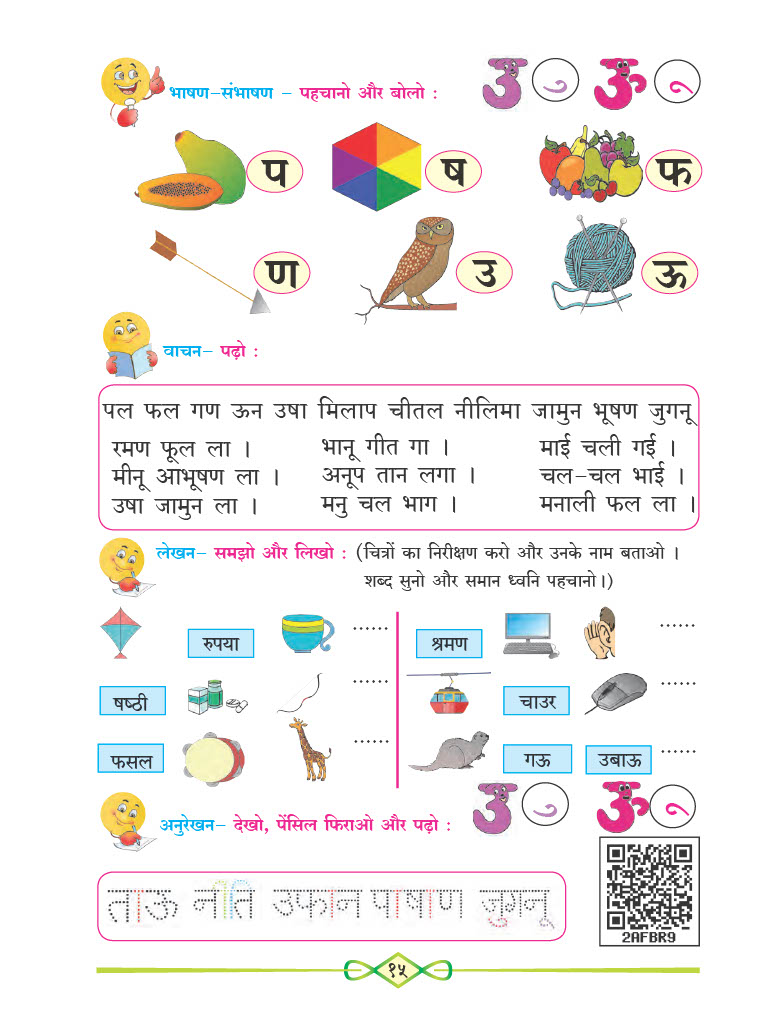 भाषण-संभाषण - पहचानो और बोलो :
उ ु ऊ ू
प ष फ
ण उ ऊ
वाचन- पढ़ो :
पल फल गण ऊन उषा मिलाप चीतल नीलिमा जामुन भूषण जुगनू
रमण फूल ला । भानू गीत गा । माई चली गई ।
मीनू आभूषण ला । अनूप तान लगा । चल-चल भाई ।
उषा जामुन ला । मनु चल भाग । मनाली फल ला ।
लेखन- समझो और लिखो : (चित्रों का निरीक्षण करो और उनके नाम बताओ ।
शब्द सुनो और समान ध्वनि पहचानो।)
रुपया ...... श्रमण ......
षष्ठी ...... चाउर ......
फसल ...... गऊ उबाऊ ......
अनुरेखन- देखो, पेंसिल फिराओ और पढ़ो :
उ ु ऊ ू
ताऊ नीति उफान पाषाण जुगनू
2AFBR9
१५